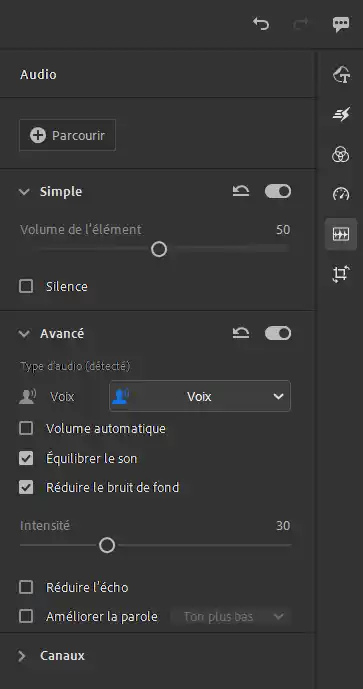 Audio
Parcourir
Simple
Volume de l'élément 50
Silence
Avancé
Type d'audio (détecté)
Voix Voix
Volume automatique
Équilibrer le son
Réduire le bruit de fond
Intensité 30
Réduire l'écho
Améliorer la parole Ton plus bas
Canaux